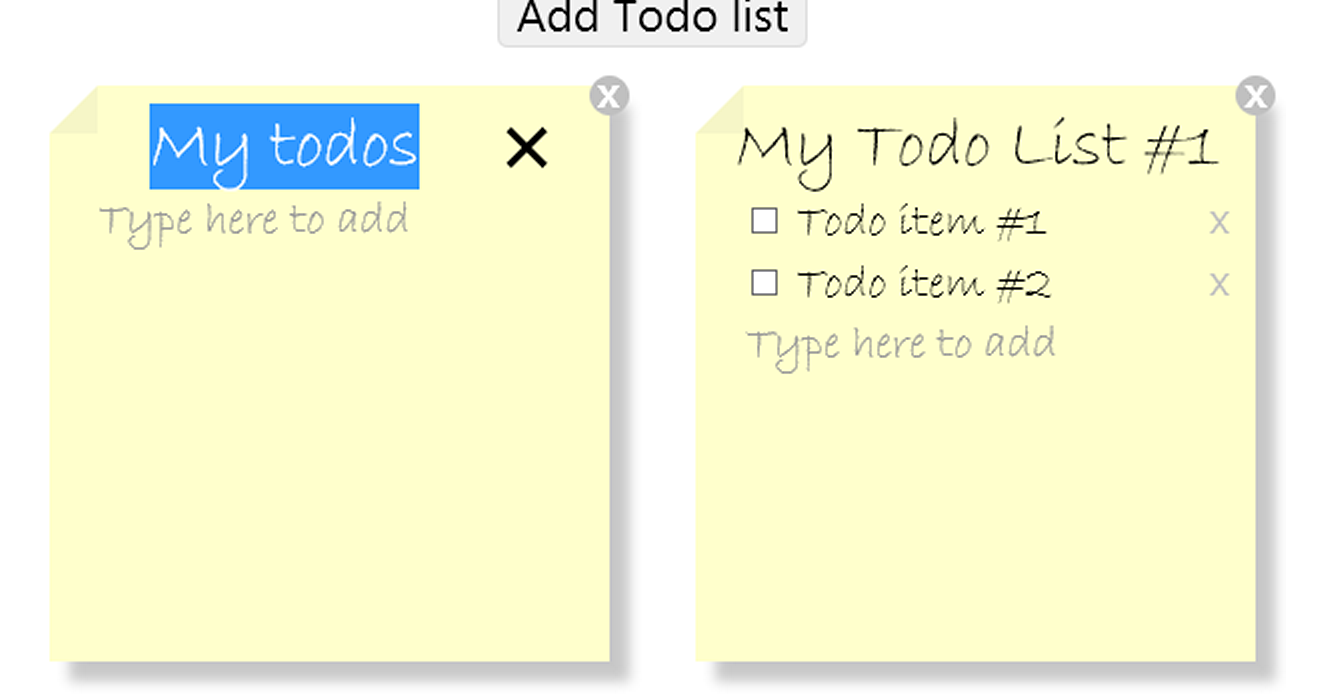 Add Todo list
x
My todos ×
Type here to add
x
My Todo List #1
Todo item #1 x
Todo item #2 x
Type here to add